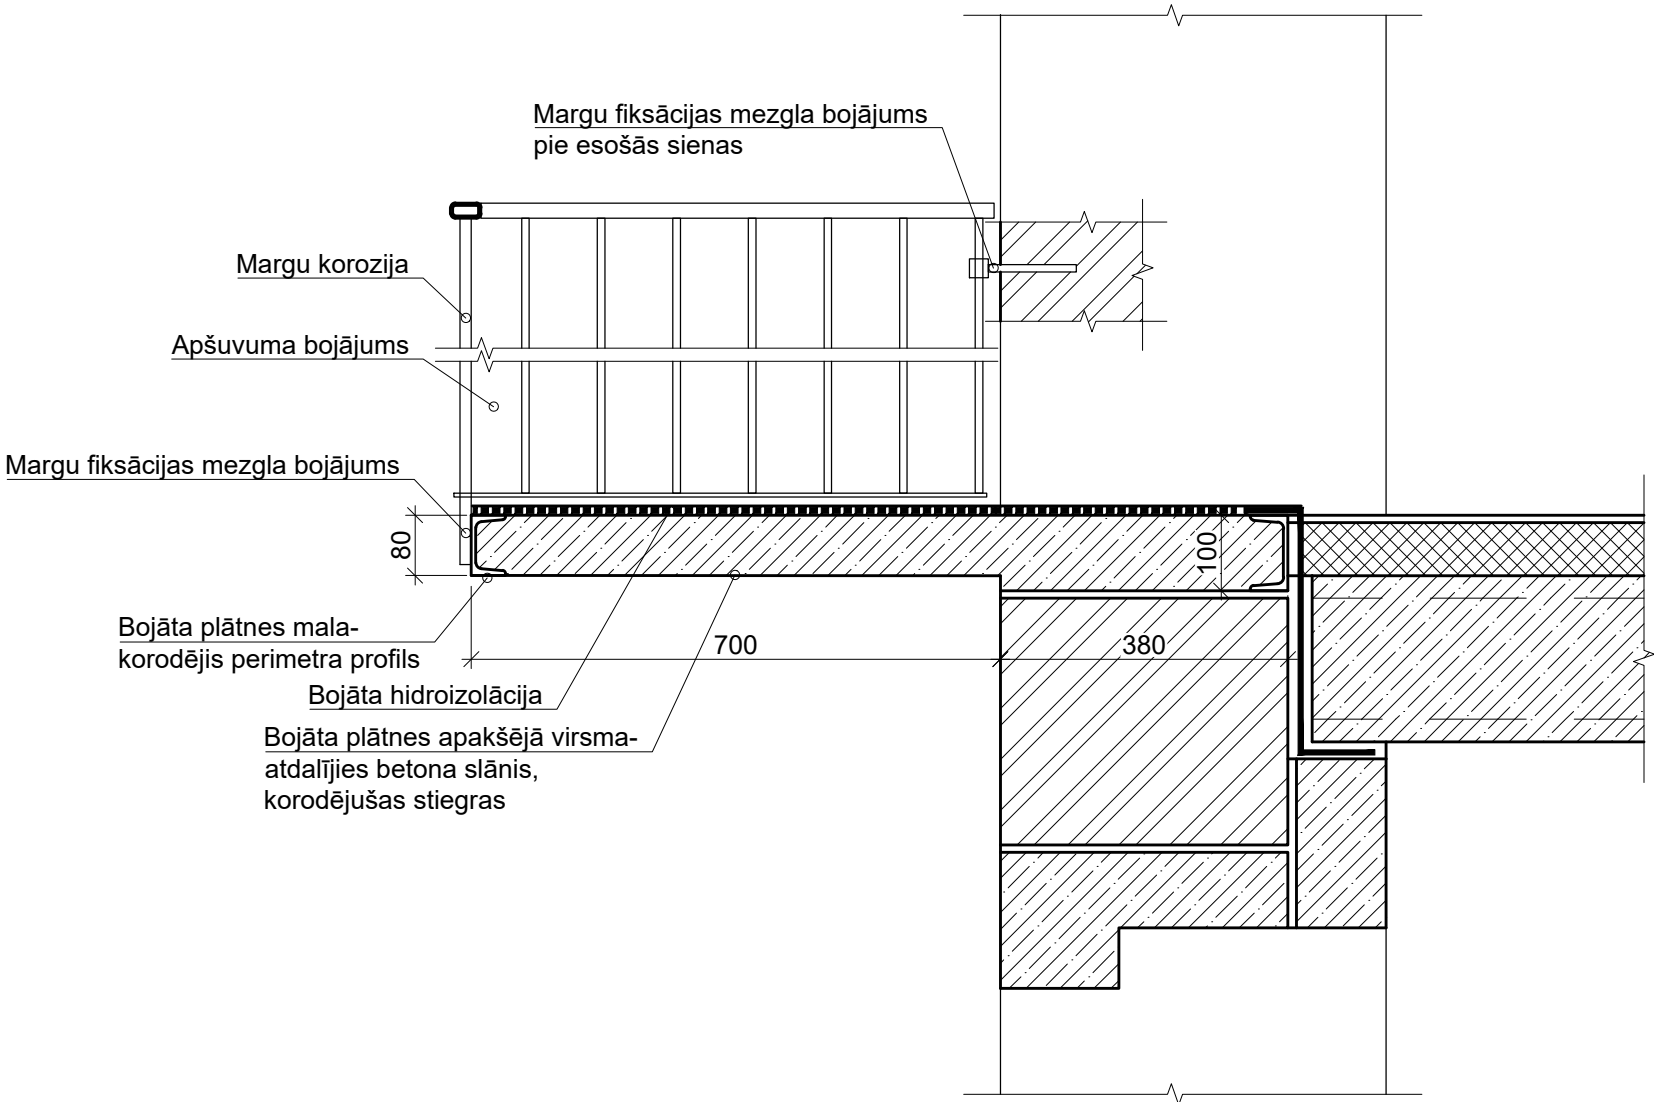 Margu fiksācijas mezgla bojājums
pie esošās sienas
Margu korozija
Apšuvuma bojājums
Margu fiksācijas mezgla bojājums
80
100
Bojāta plātnes mala-
korodējis perimetra profils
700
380
Bojāta hidroizolācija
Bojāta plātnes apakšējā virsma-
atdalījies betona slānis,
korodējušas stiegras